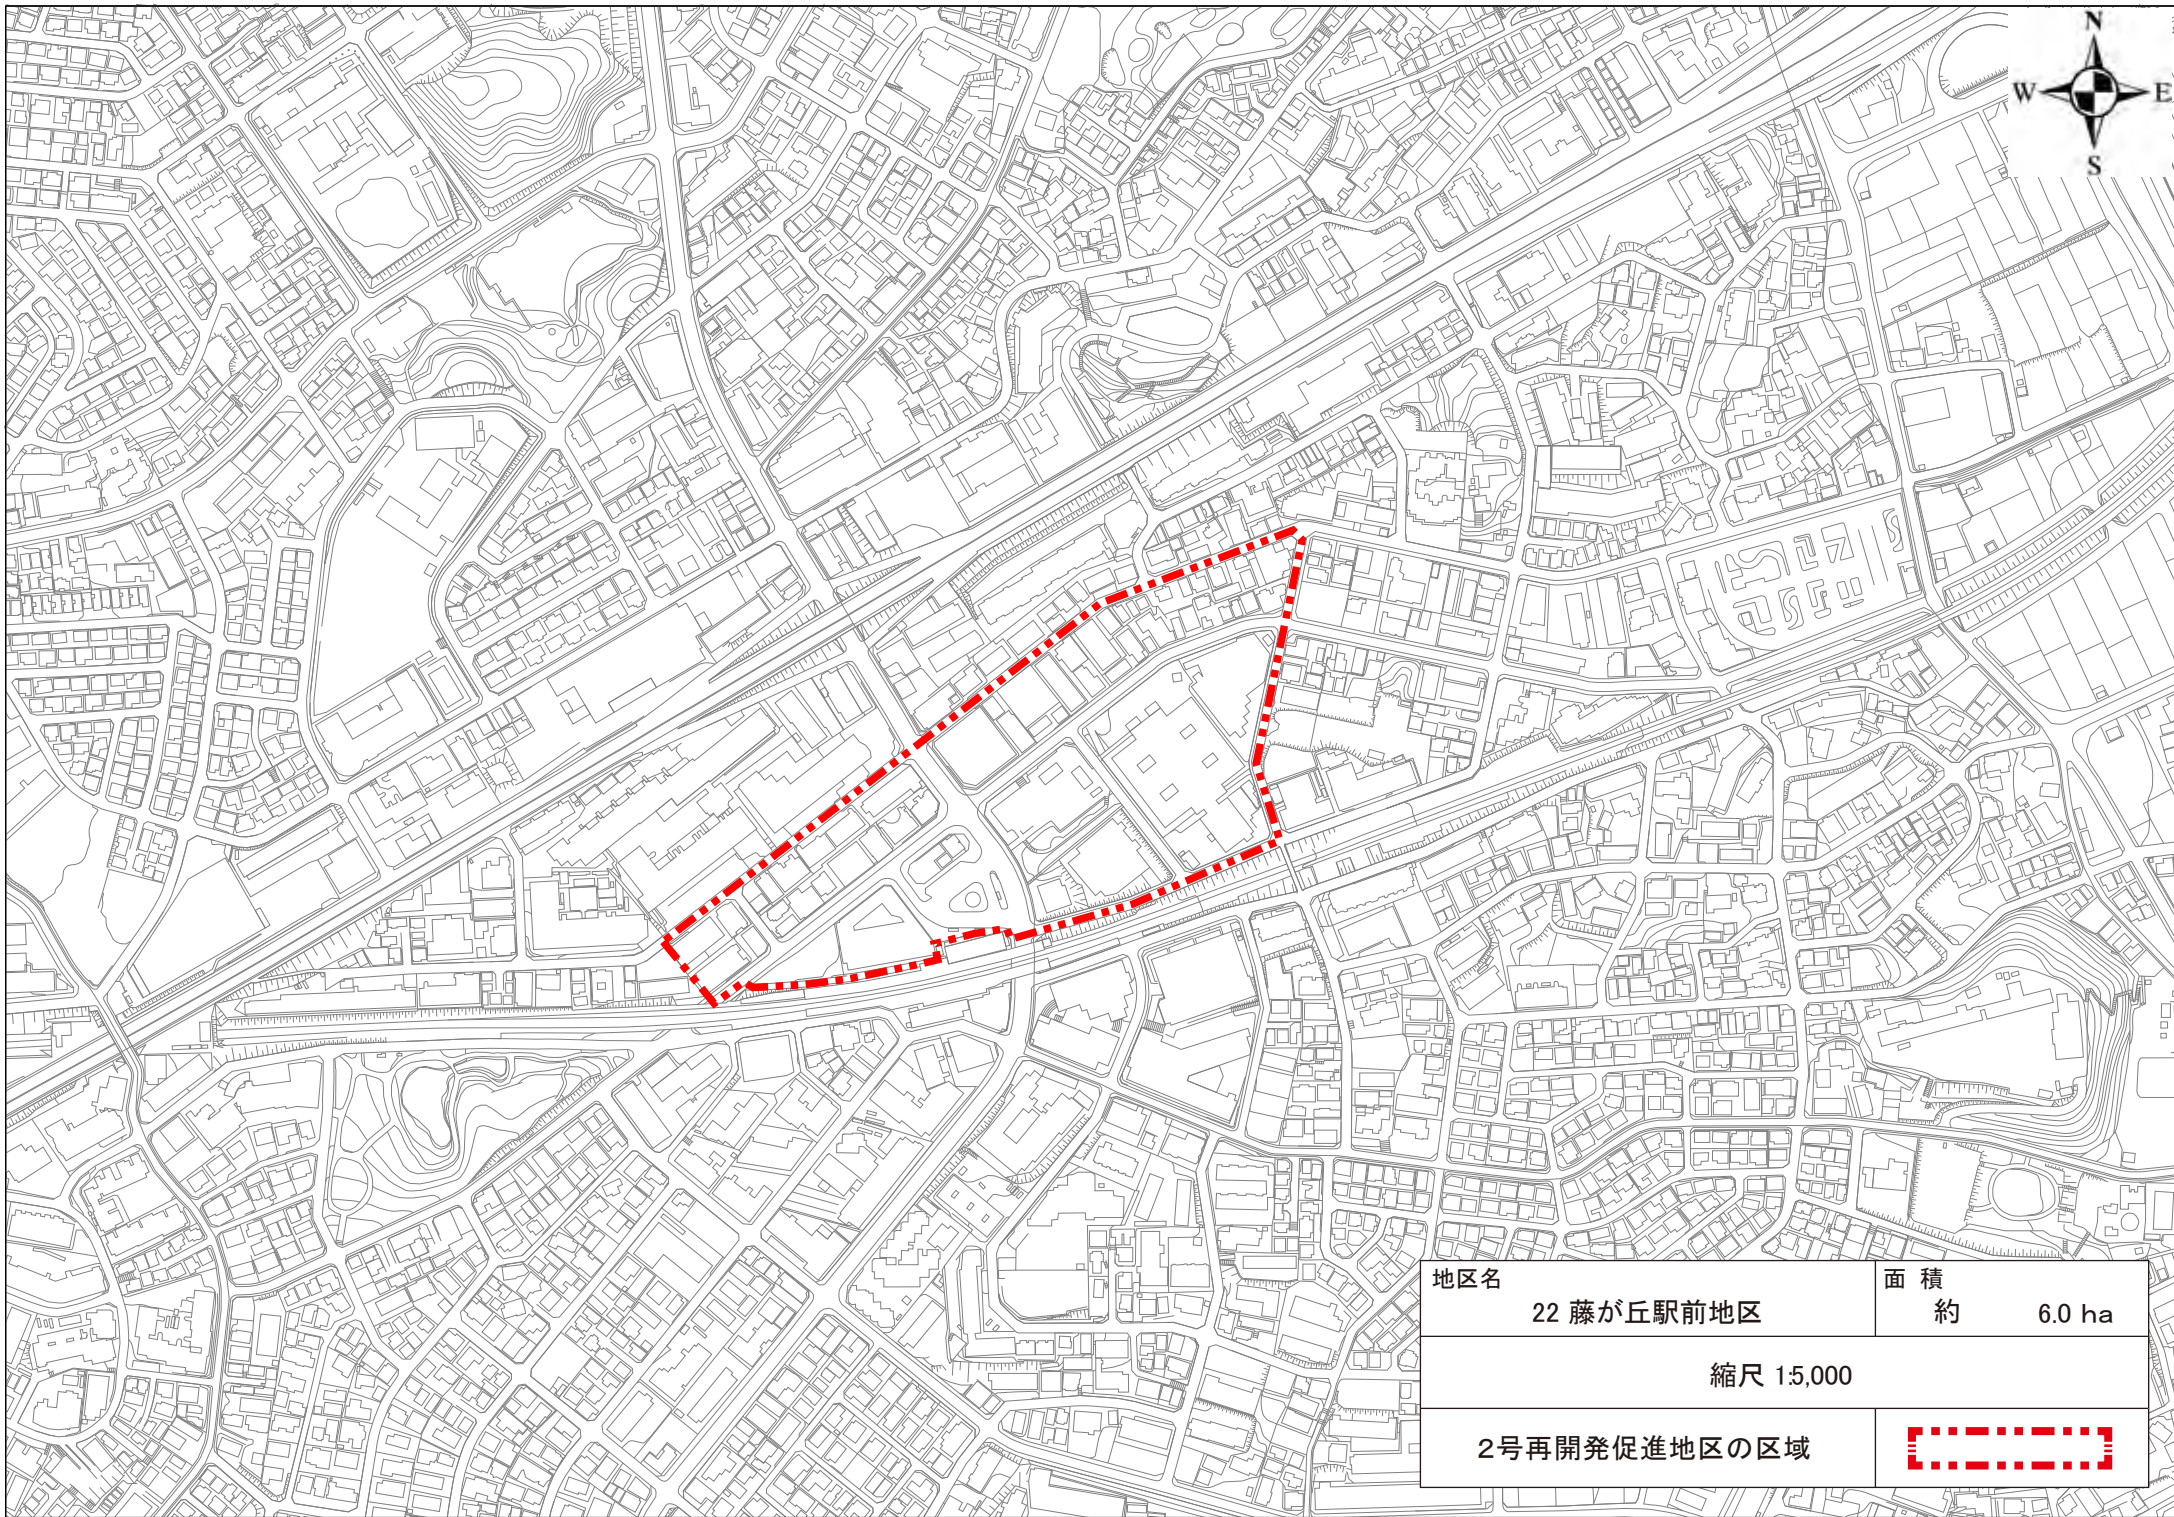 N
W E
S
地区名
22 藤が丘駅前地区
面 積
約 6.0 ha
縮尺 1:5,000
2号再開発促進地区の区域